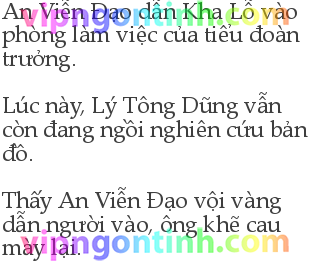 An Viễn Đạo dẫn Kha Lỗ vào
phòng làm việc của tiểu đoàn
trưởng.
Lúc này, Lý Tông Dũng vẫn
còn đang ngồi nghiên cứu bản
đồ.
Thấy An Viễn Đạo vội vàng
dẫn người vào, ông khẽ cau
mày lại.
vipngontinh.com
vipngontinh.com